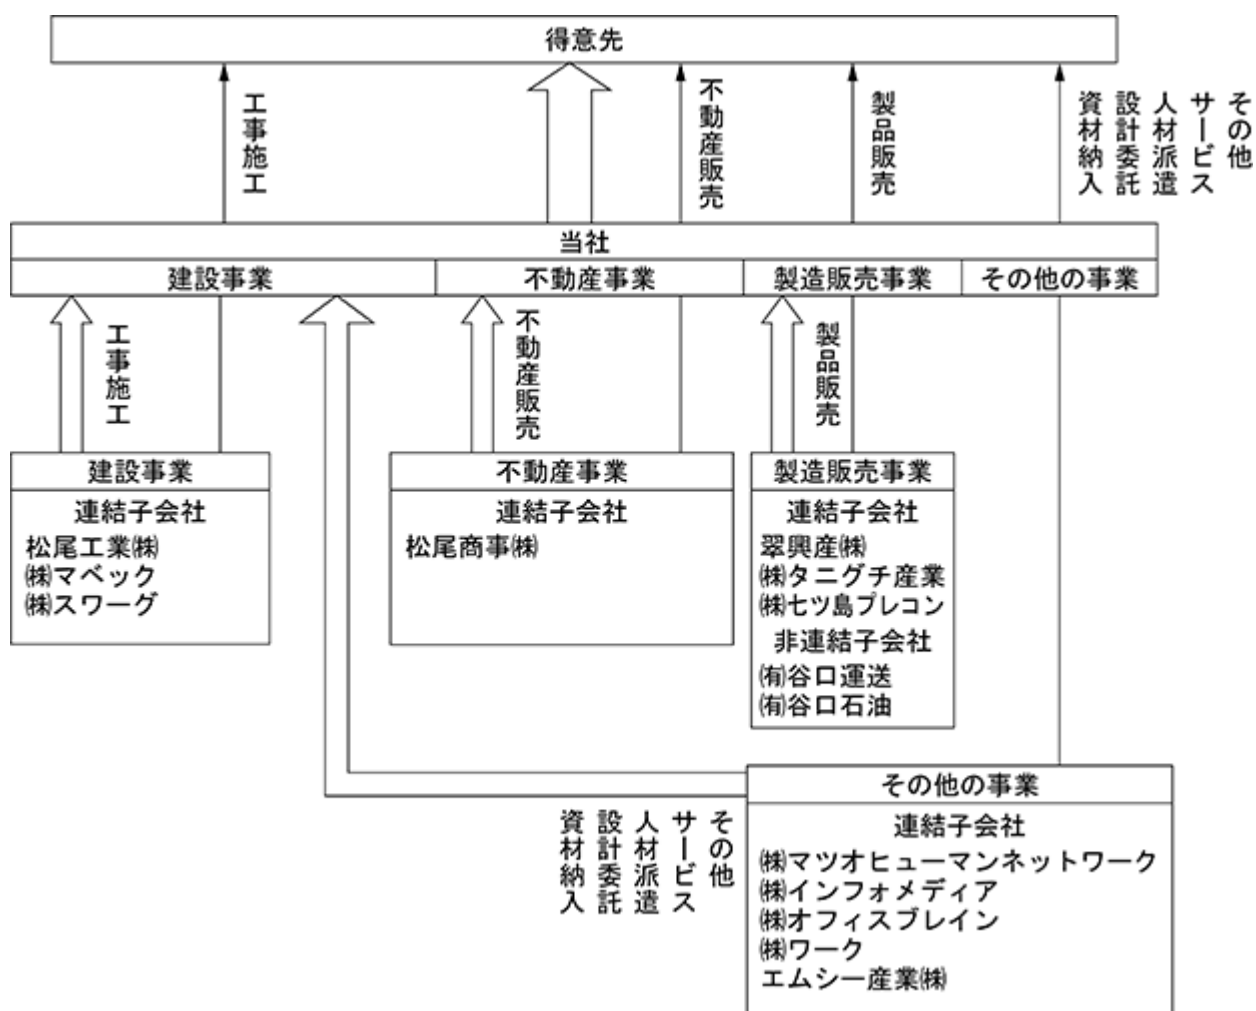 得意先
工事施工
不動産販売
製品販売
その他
サービス
人材派遣
設計委託
資材納入
当社
建設事業
不動産事業
製造販売事業
その他の事業
工事施工
不動産販売
製品販売
建設事業
連結子会社
松尾工業㈱
㈱マベック
㈱スワーグ
不動産事業
連結子会社
松尾商事㈱
製造販売事業
連結子会社
翠興産㈱
㈱タニグチ産業
㈱七ツ島プレコン
非連結子会社
㈲谷口運送
㈲谷口石油
その他
サービス
人材派遣
設計委託
資材納入
その他の事業
連結子会社
㈱マツオヒューマンネットワーク
㈱インフォメディア
㈱オフィスブレイン
㈱ワーク
エムシー産業㈱